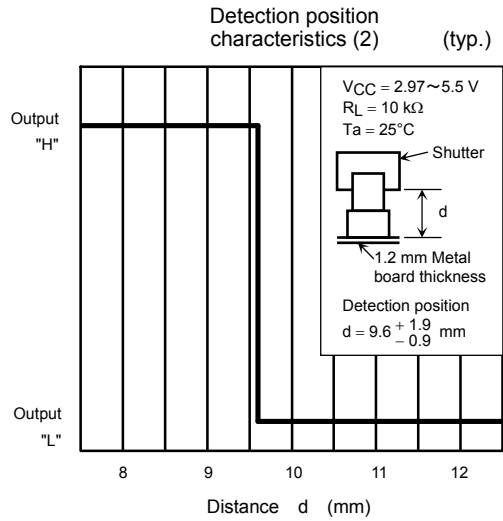 Detection position
characteristics (2) (typ.)
VCC = 2.97～5.5 V
RL = 10 kΩ
Ta = 25°C
Shutter
d
1.2 mm Metal
board thickness
Detection position
d = 9.6 + 1.9 − 0.9 mm
Output
"H"
Output
"L"
8 9 10 11 12
Distance d (mm)